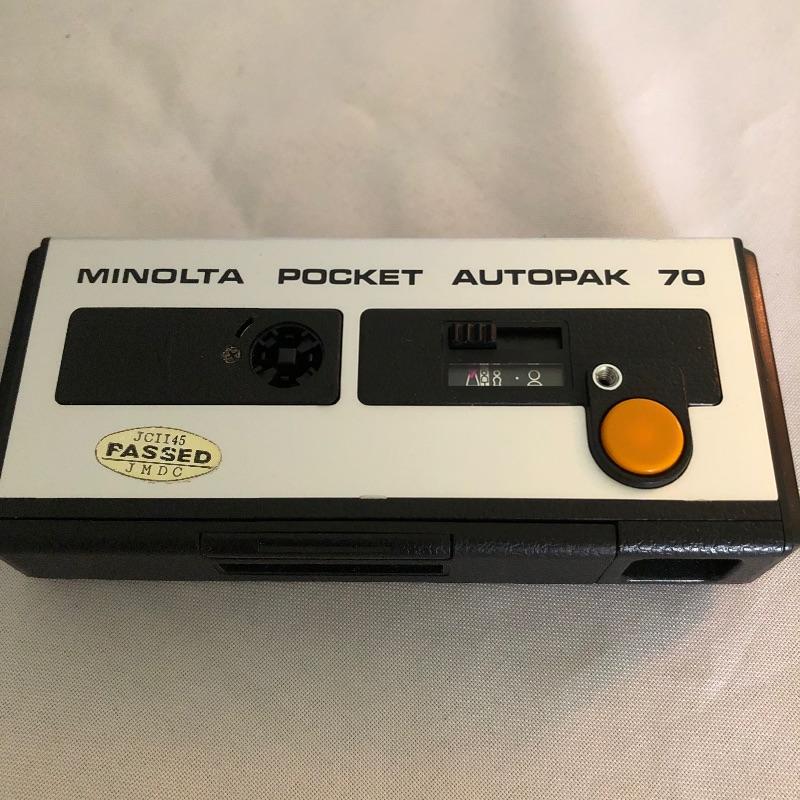 MINOLTA POCKET AUTOPAK 70
JCII45
PASSED
JMDC